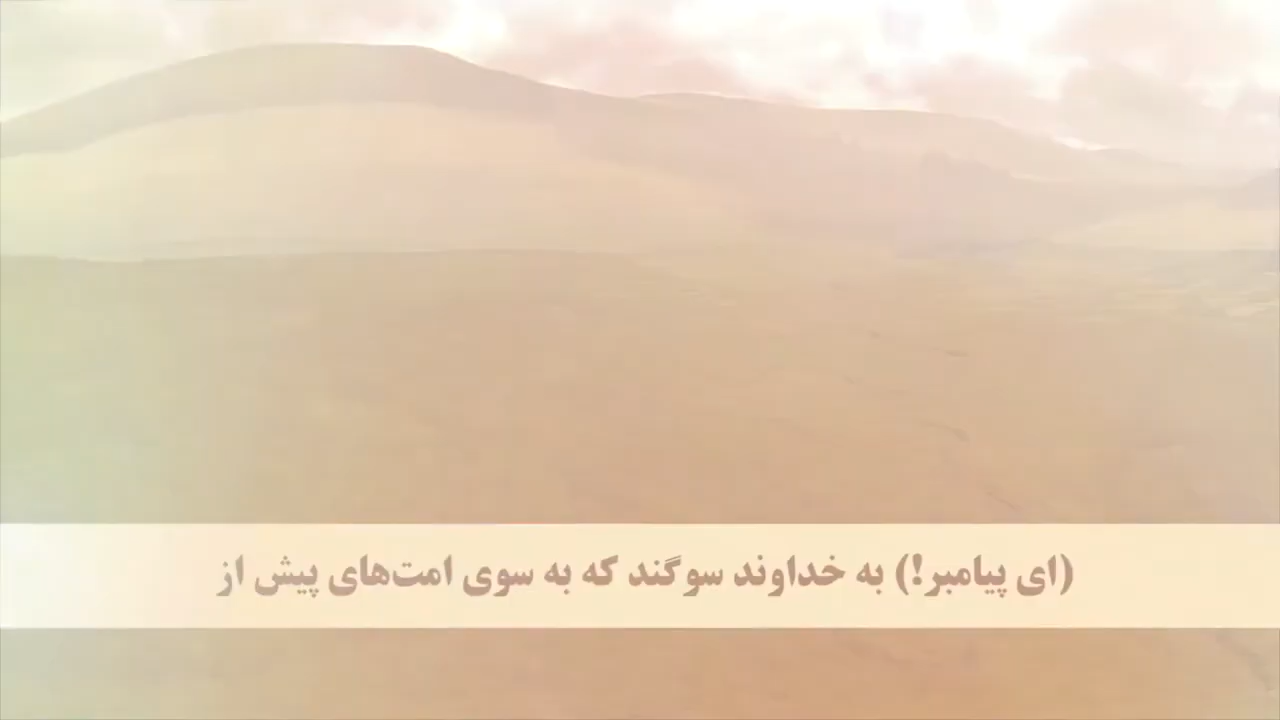 (ای پیامبر!) به خداوند سوگند که به سوی امت‌های پیش از